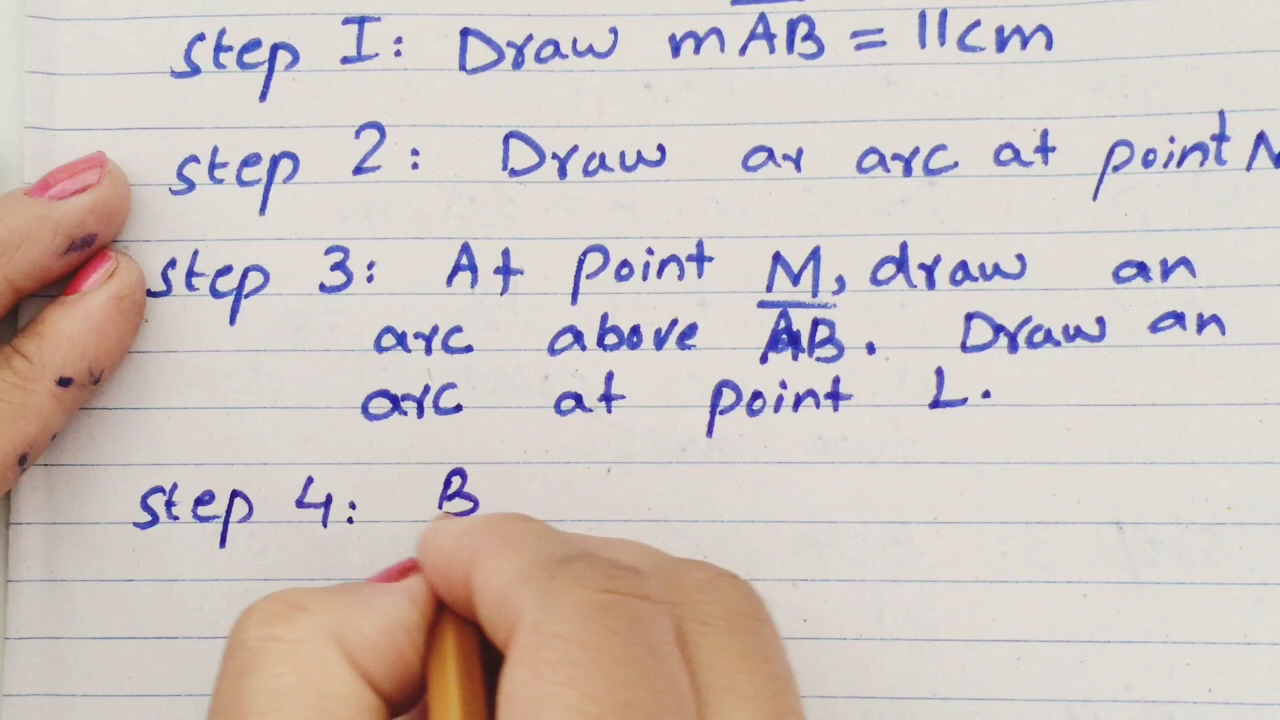 step I: Draw mAB = 11cm
step 2: Draw ar arc at point
step 3: At point M, draw an
arc above AB. Draw an
arc at point L.
step 4: B